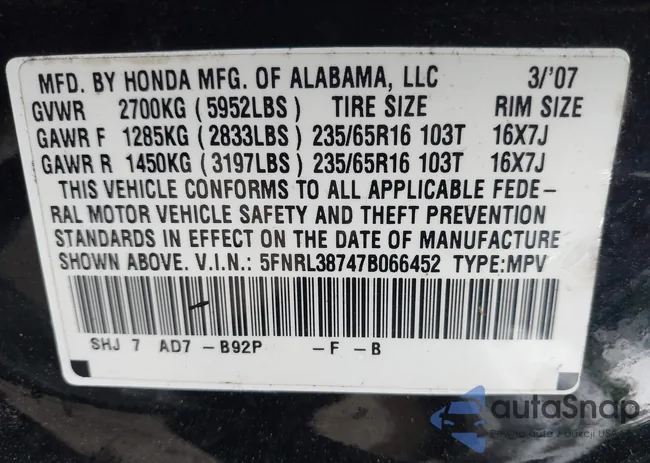 MFD. BY HONDA MFG. OF ALABAMA, LLC 3/'07
GVWR 2700KG (5952LBS) TIRE SIZE RIM SIZE
GAWR F 1285KG (2833LBS) 235/65R16 103T 16X7J
GAWR R 1450KG (3197LBS) 235/65R16 103T 16X7J
THIS VEHICLE CONFORMS TO ALL APPLICABLE FEDE-
RAL MOTOR VEHICLE SAFETY AND THEFT PREVENTION
STANDARDS IN EFFECT ON THE DATE OF MANUFACTURE
SHOWN ABOVE. V.I.N.: 5FNRL38747B066452 TYPE:MPV
SHJ 7 AD7 -B92P -F -B
autaSnap